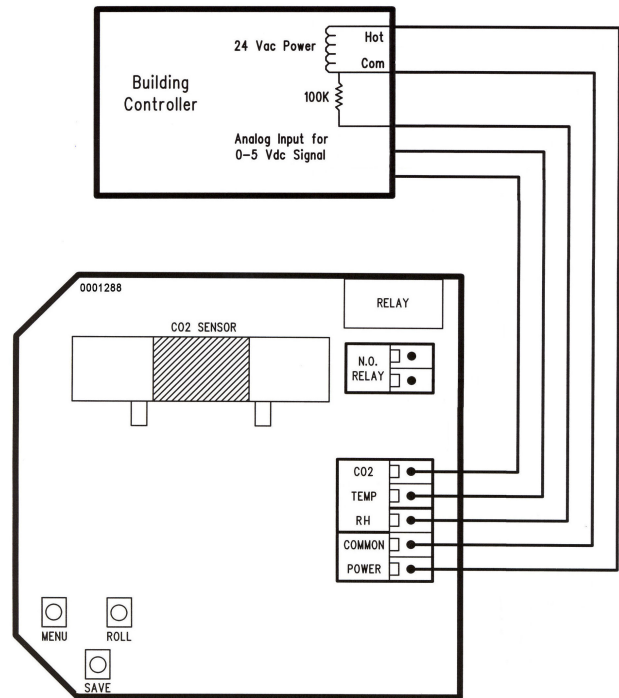 24 Vac Power
Hot
Com
Building
Controller
100K
Analog Input for
0-5 Vdc Signal
0001288
RELAY
CO2 SENSOR
N.O.
RELAY
CO2
TEMP
RH
COMMON
POWER
MENU
ROLL
SAVE